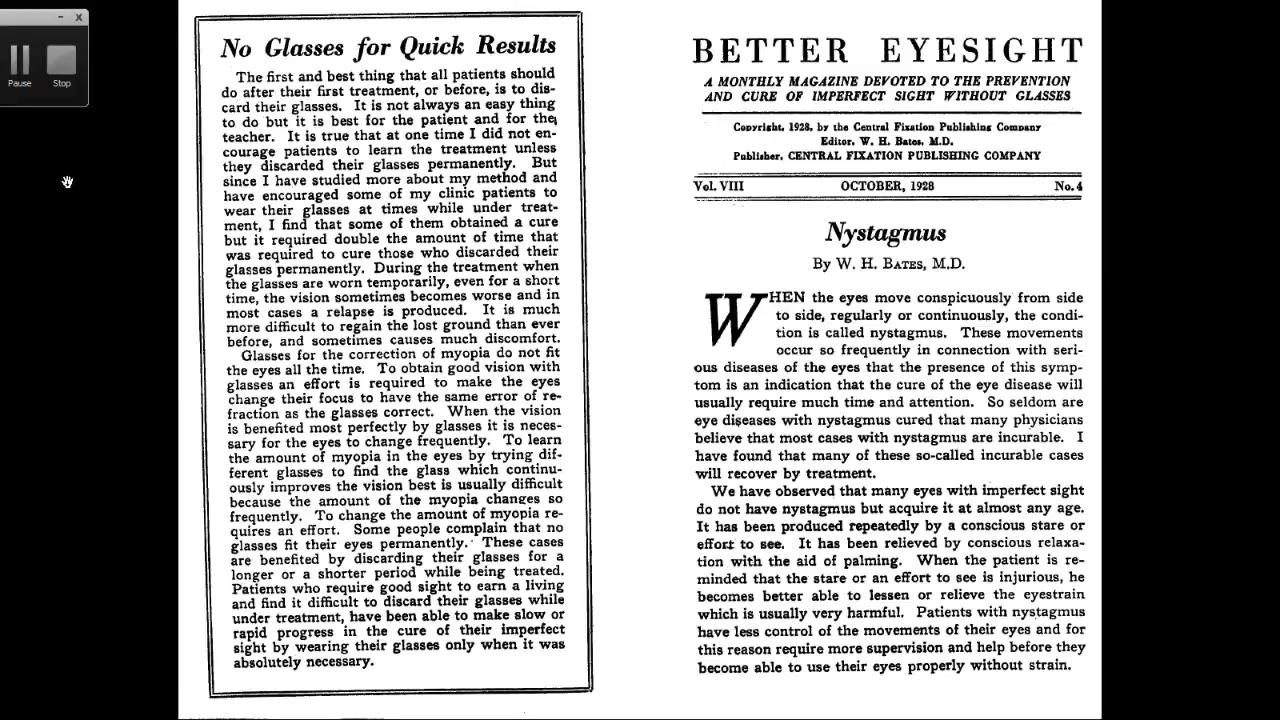 Pause Stop
No Glasses for Quick Results
The first and best thing that all patients should
do after their first treatment, or before, is to dis-
card their glasses. It is not always an easy thing
to do but it is best for the patient and for the
teacher. It is true that at one time I did not en-
courage patients to learn the treatment unless
they discarded their glasses permanently. But
since I have studied more about my method and
have encouraged some of my clinic patients to
wear their glasses at times while under treat-
ment, I find that some of them obtained a cure
but it required double the amount of time that
was required to cure those who discarded their
glasses permanently. During the treatment when
the glasses are worn temporarily, even for a short
time, the vision sometimes becomes worse and in
most cases a relapse is produced. It is much
more difficult to regain the lost ground than ever
before, and sometimes causes much discomfort.
Glasses for the correction of myopia do not fit
the eyes all the time. To obtain good vision with
glasses an effort is required to make the eyes
change their focus to have the same error of re-
fraction as the glasses correct. When the vision
is benefited most perfectly by glasses it is neces-
sary for the eyes to change frequently. To learn
the amount of myopia in the eyes by trying dif-
ferent glasses to find the glass which continu-
ously improves the vision best is usually difficult
because the amount of the myopia changes so
frequently. To change the amount of myopia re-
quires an effort. Some people complain that no
glasses fit their eyes permanently. These cases
are benefited by discarding their glasses for a
longer or a shorter period while being treated.
Patients who require good sight to earn a living
and find it difficult to discard their glasses while
under treatment, have been able to make slow or
rapid progress in the cure of their imperfect
sight by wearing their glasses only when it was
absolutely necessary.
BETTER EYESIGHT
A MONTHLY MAGAZINE DEVOTED TO THE PREVENTION
AND CURE OF IMPERFECT SIGHT WITHOUT GLASSES
Copyright, 1928, by the Central Fixation Publishing Company
Editor, W. H. Bates, M.D.
Publisher, CENTRAL FIXATION PUBLISHING COMPANY
Vol. VIII OCTOBER, 1928 No. 4
Nystagmus
By W. H. BATES, M.D.
WHEN the eyes move conspicuously from side
to side, regularly or continuously, the condi-
tion is called nystagmus. These movements
occur so frequently in connection with seri-
ous diseases of the eyes that the presence of this symp-
tom is an indication that the cure of the eye disease will
usually require much time and attention. So seldom are
eye diseases with nystagmus cured that many physicians
believe that most cases with nystagmus are incurable. I
have found that many of these so-called incurable cases
will recover by treatment.
We have observed that many eyes with imperfect sight
do not have nystagmus but acquire it at almost any age.
It has been produced repeatedly by a conscious stare or
effort to see. It has been relieved by conscious relaxa-
tion with the aid of palming. When the patient is re-
minded that the stare or an effort to see is injurious, he
becomes better able to lessen or relieve the eyestrain
which is usually very harmful. Patients with nystagmus
have less control of the movements of their eyes and for
this reason require more supervision and help before they
become able to use their eyes properly without strain.